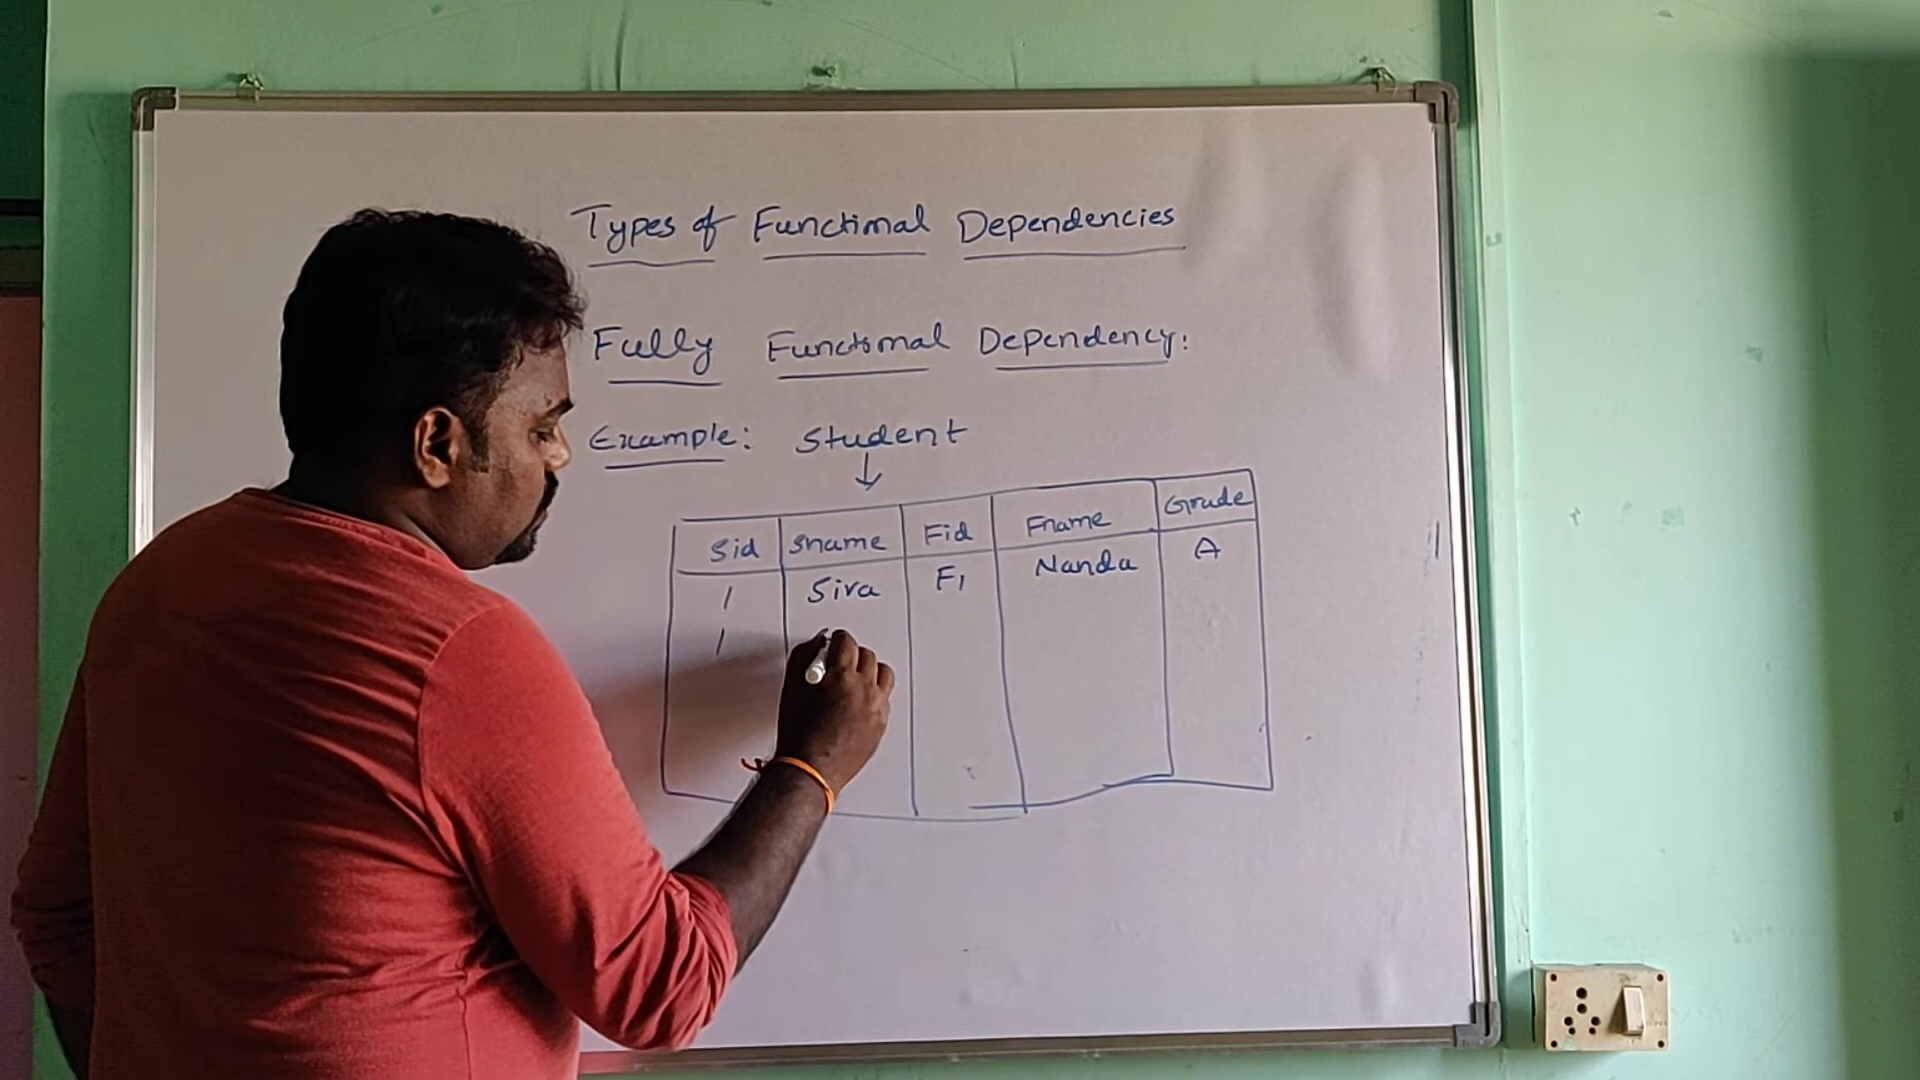 Types of Functional Dependencies
Fully Functional Dependency:
Example: Student
Sid Sname Fid Fname Grade
1 Siva F1 Nanda A
1